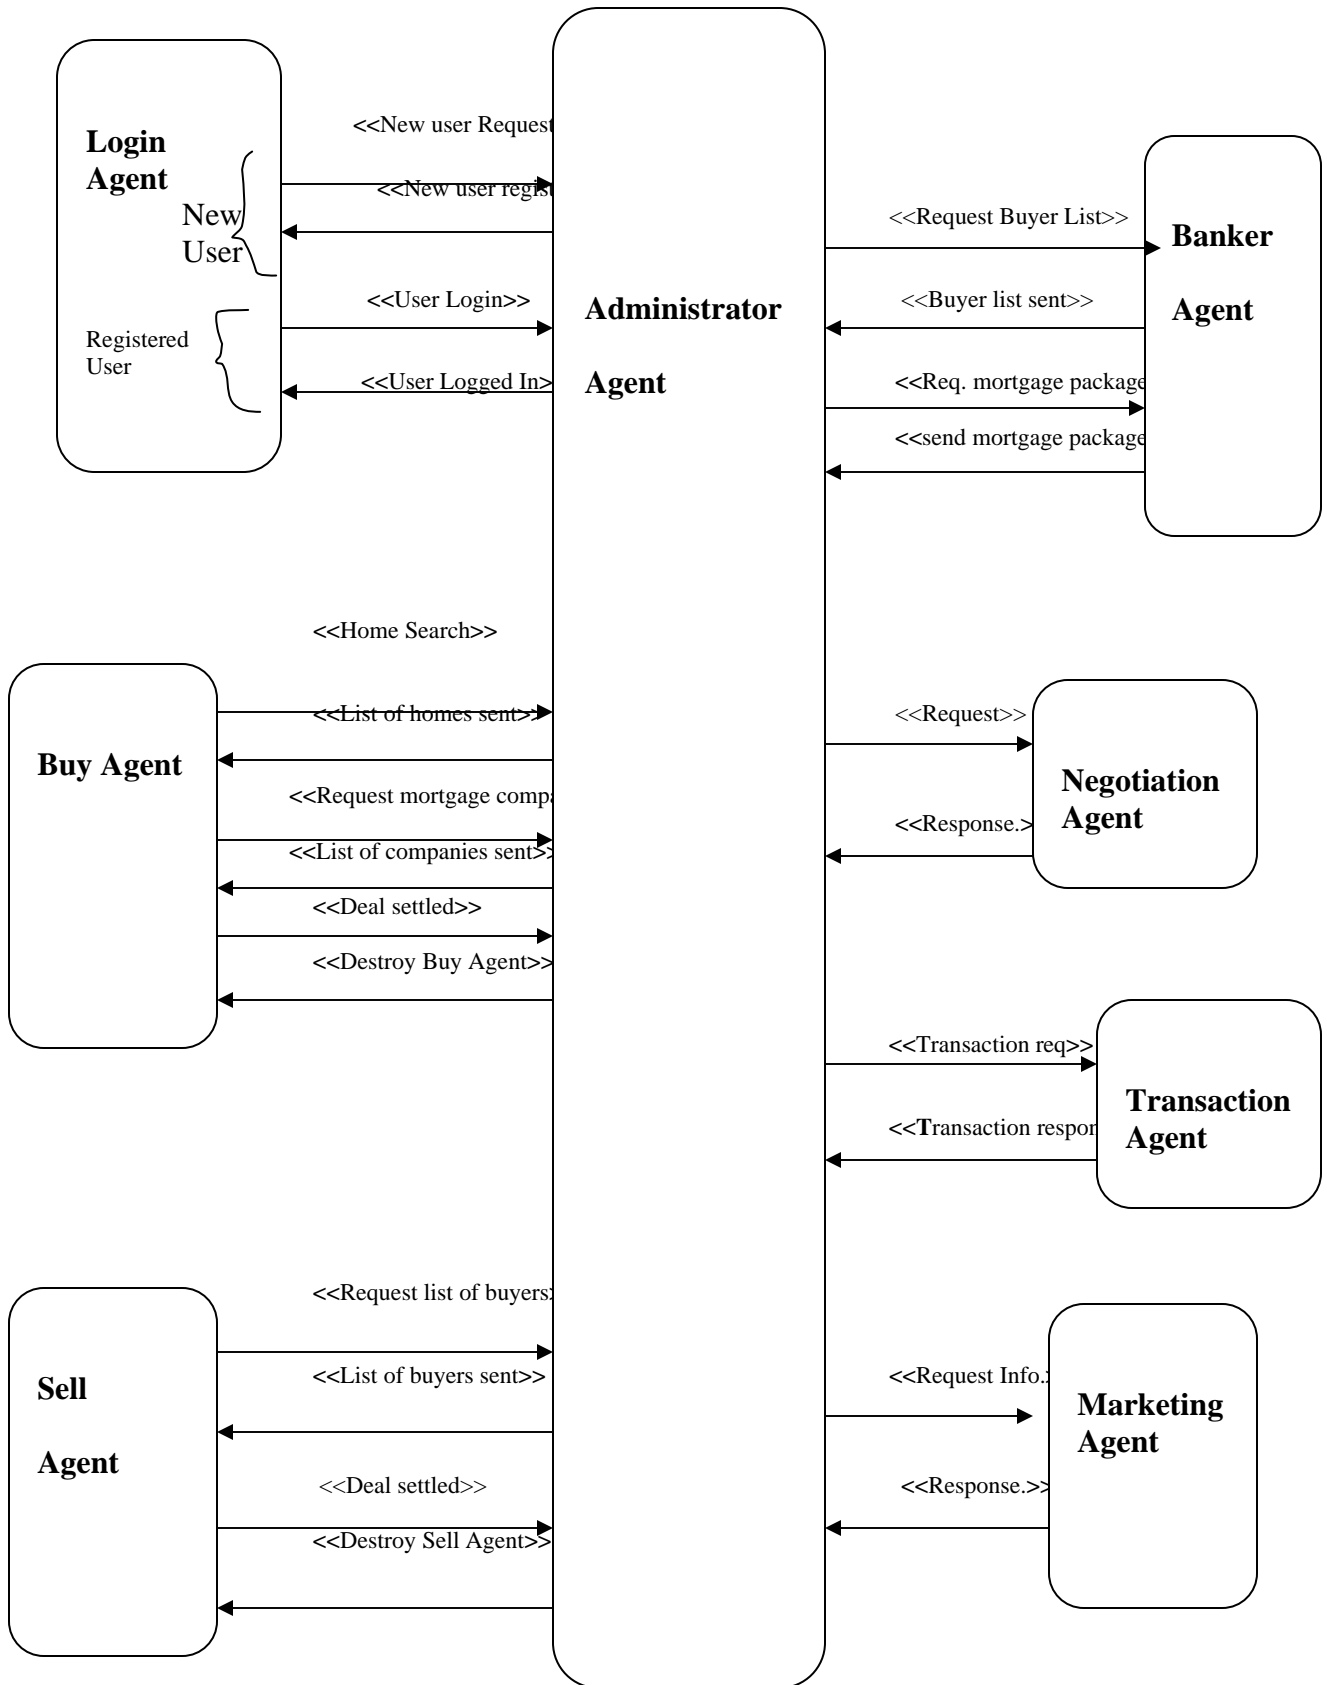 Login
Agent
New
User
Registered
User
<<New user Request
<<New user regist
<<User Login>>
<<User Logged In>
Administrator
Agent
<<Request Buyer List>>
<<Buyer list sent>>
<<Req. mortgage package
<<send mortgage package
Banker
Agent
<<Home Search>>
<<List of homes sent>>
Buy Agent
<<Request mortgage compa
<<List of companies sent>>
<<Deal settled>>
<<Destroy Buy Agent>>
<<Request>>
<<Response.>
Negotiation
Agent
<<Transaction req>>
<<Transaction respon
Transaction
Agent
<<Request list of buyers>
<<List of buyers sent>>
Sell
Agent
<<Deal settled>>
<<Destroy Sell Agent>>
<<Request Info.>
<<Response.>>
Marketing
Agent